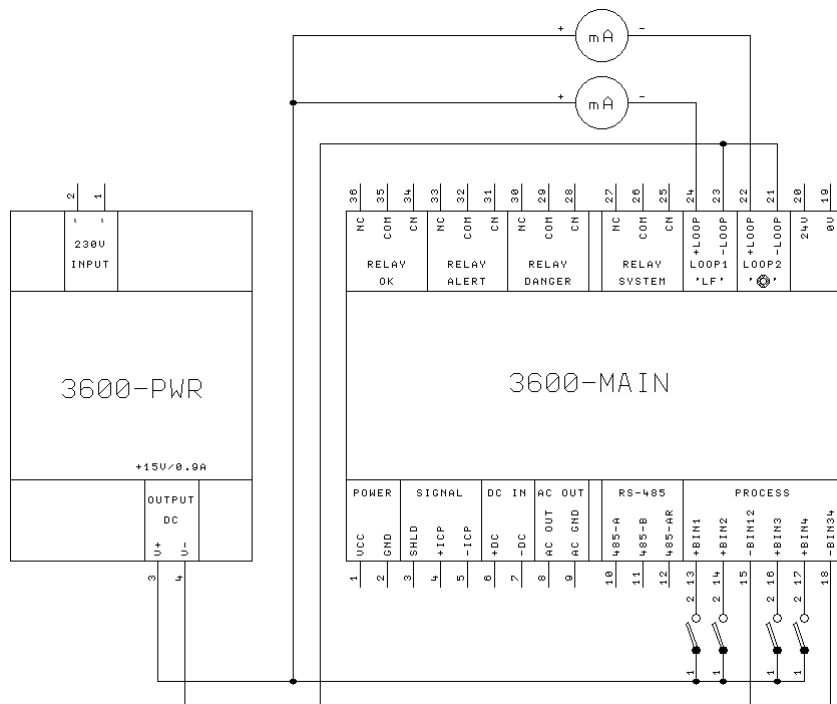 + mA -
+ mA -
2 1
36 35 34 33 32 31 30 29 28 27 26 25 24 23 22 21 20 19
~ ~
230V
INPUT
NC COM CN NC COM CN NC COM CN NC COM CN +LOOP -LOOP +LOOP -LOOP 24V 0V
RELAY OK
RELAY ALERT
RELAY DANGER
RELAY SYSTEM
LOOP1 'LF'
LOOP2 ' '
3600-PWR
3600-MAIN
+15V/0.9A
OUTPUT
DC
V+ V-
3 4
POWER SIGNAL DC IN AC OUT RS-485 PROCESS
VCC GND SHLD +ICP -ICP +DC -DC AC OUT AC GND 485-A 485-B 485-AR +BIN1 +BIN2 -BIN12 +BIN3 +BIN4 -BIN34
1 2 3 4 5 6 7 8 9 10 11 12 13 14 15 16 17 18
2 2 2 2
1 1 1 1